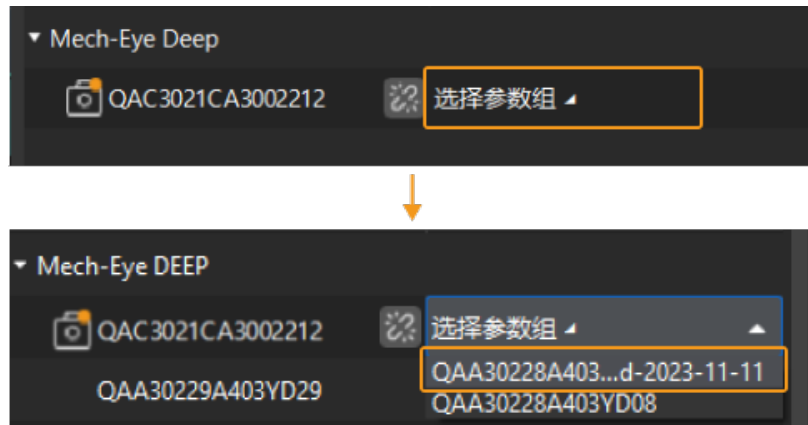 Mech-Eye Deep
QAC3021CA3002212 选择参数组
Mech-Eye DEEP
QAC3021CA3002212 选择参数组
QAA30228A403...d-2023-11-11
QAA30229A403YD29
QAA30228A403YD08